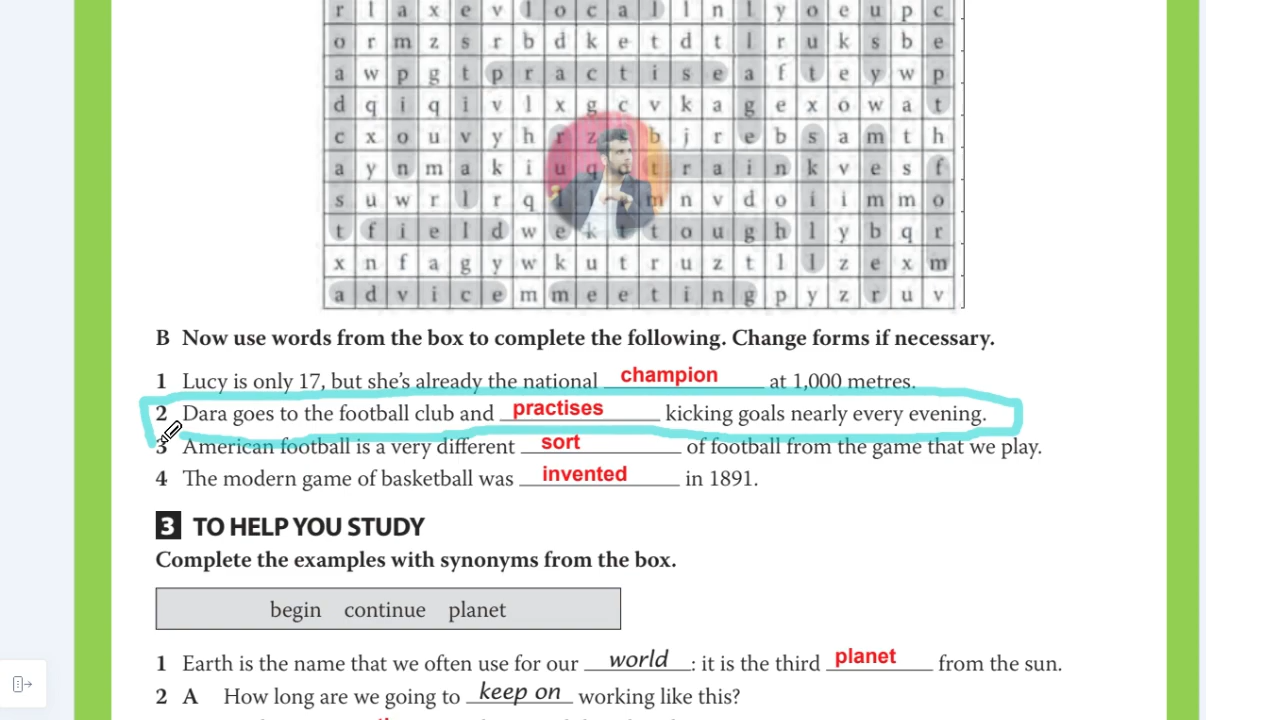 r l a x e v l o c a l l n l y o e u p c
o r m z s r b d k e t d t l r u k s b e
a w p g t p r a c t i s e a f t e y w p
d q i q i v l x g c v k a g e x o w a t
c x o u v y h r z b j r e b s a m t h
a y n m a k i u q t r a i n k v e s f
s u w r l r q l m n v d o i i m m o
t f i e l d w e k t t o u g h l y b q r
x n f a g y w k u t r u z t l l z e x m
a d v i c e m m e e t i n g p y z r u v
B Now use words from the box to complete the following. Change forms if necessary.
1 Lucy is only 17, but she's already the national champion at 1,000 metres.
2 Dara goes to the football club and practises kicking goals nearly every evening.
3 American football is a very different sort of football from the game that we play.
4 The modern game of basketball was invented in 1891.
3 TO HELP YOU STUDY
Complete the examples with synonyms from the box.
begin continue planet
1 Earth is the name that we often use for our world: it is the third planet from the sun.
2 A How long are we going to keep on working like this?